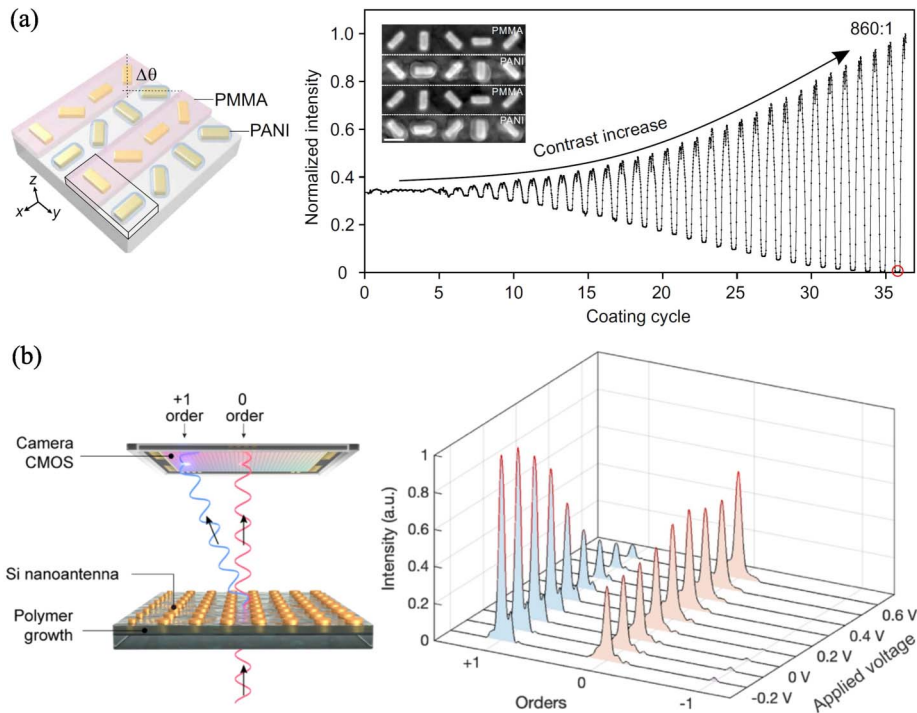 (a)
Δθ
PMMA
PANI
z
x
y
Normalized intensity
1.0
0.8
0.6
0.4
0.2
0
PMMA
PANI
PMMA
PANI
Contrast increase
860:1
0 5 10 15 20 25 30 35
Coating cycle
(b)
+1 order
0 order
Camera CMOS
Si nanoantenna
Polymer growth
Intensity (a.u.)
1
0.8
0.6
0.4
0.2
0
+1
0
-1
Orders
-0.2 V
0 V
0.2 V
0.4 V
0.6 V
Applied voltage